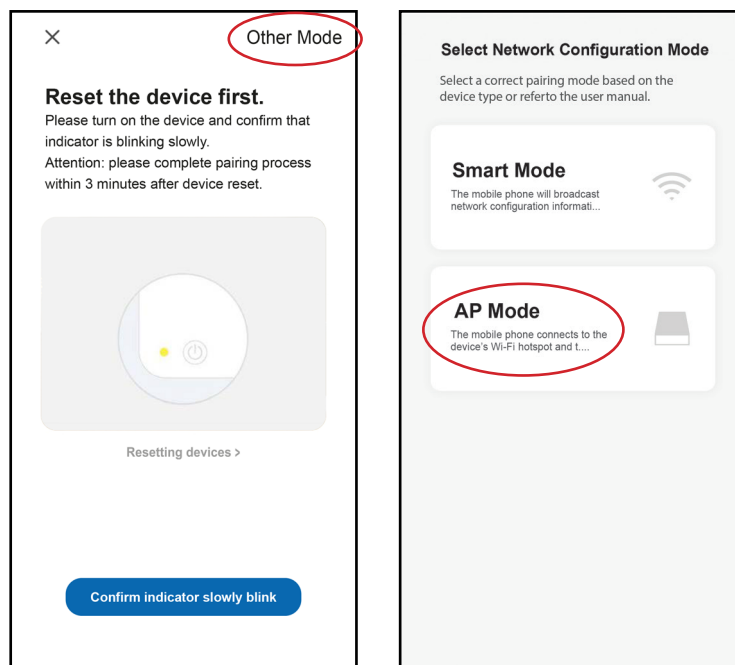 Other Mode
Reset the device first.
Please turn on the device and confirm that
indicator is blinking slowly.
Attention: please complete pairing process
within 3 minutes after device reset.
Resetting devices >
Confirm indicator slowly blink
Select Network Configuration Mode
Select a correct pairing mode based on the
device type or referto the user manual.
Smart Mode
The mobile phone will broadcast
network configuration informati...
AP Mode
The mobile phone connects to the
device's Wi-Fi hotspot and t....